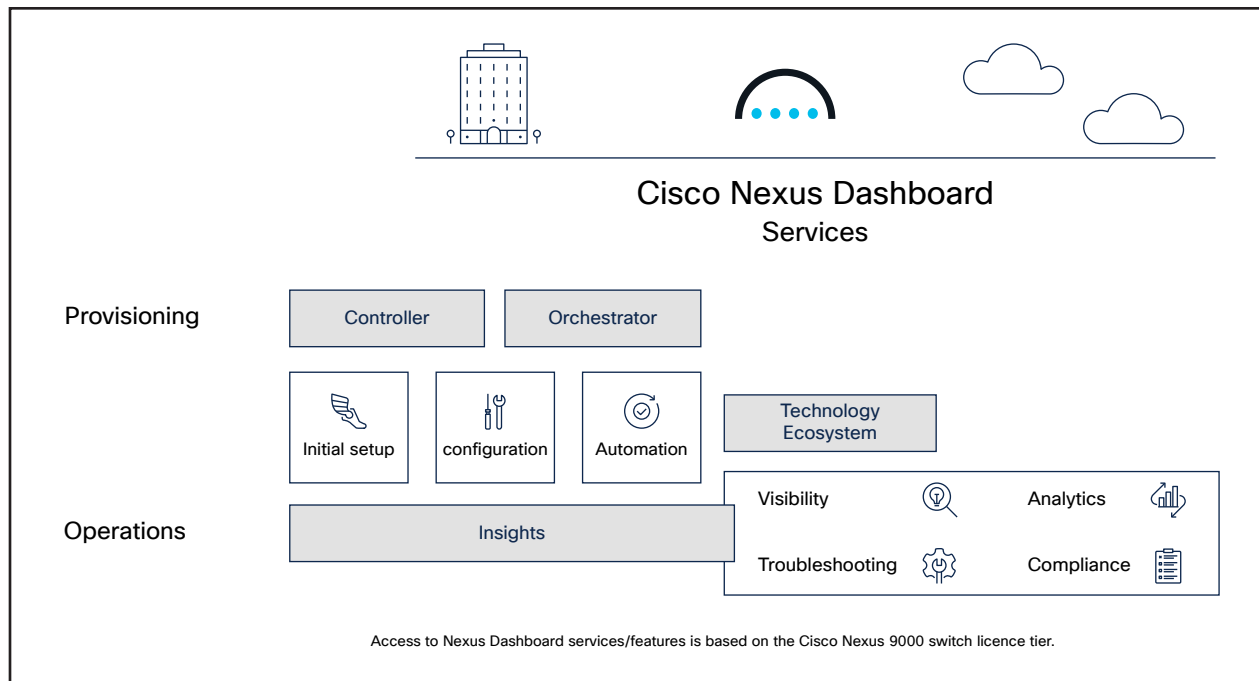 Cisco Nexus Dashboard
Services
Provisioning
Controller
Orchestrator
Initial setup
configuration
Automation
Technology
Ecosystem
Visibility
Analytics
Operations
Insights
Troubleshooting
Compliance
Access to Nexus Dashboard services/features is based on the Cisco Nexus 9000 switch licence tier.